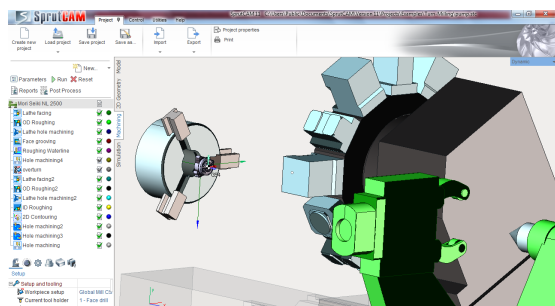 SprutCAM
Project
Control
Utilities
Help
Create new project
Load project
Save project
Save as...
Import
Export
Project properties
Print
Dynamic
New...
Parameters
Run
Reset
Reports
Post Process
Model
2D Geometry
Machining
Simulation
Mori Seiki NL 2500
Lathe facing
OD Roughing
Lathe hole machining
Face grooving
Roughing Waterline
Hole machining4
overturn
Lathe facing2
OD Roughing2
Lathe hole machining2
ID Roughing
2D Contouring
Hole machining2
Hole machining3
Hole machining
Setup
Setup and tooling
Workpiece setup
Global Mill CS
Current tool holder
1 - Face drill